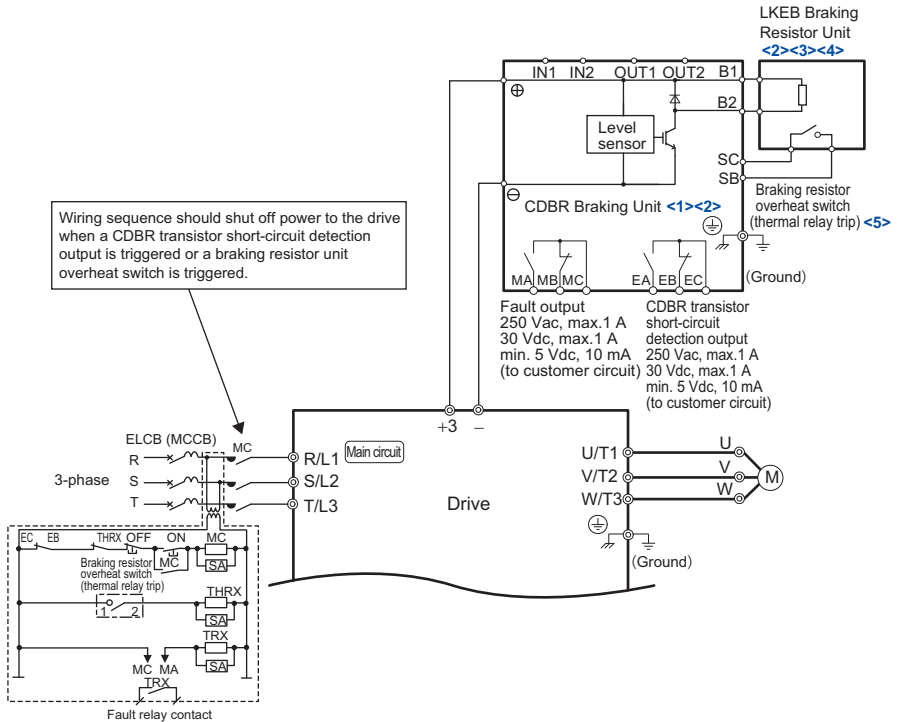 LKEB Braking
Resistor Unit
<2><3><4>
IN1 IN2 OUT1 OUT2 B1
⊕
B2
Level
sensor
SC
SB
⊖
CDBR Braking Unit <1><2>
Braking resistor
overheat switch
(thermal relay trip) <5>
(Ground)
MA MB MC
EA EB EC
Fault output
250 Vac, max.1 A
30 Vdc, max.1 A
min. 5 Vdc, 10 mA
(to customer circuit)
CDBR transistor
short-circuit
detection output
250 Vac, max.1 A
30 Vdc, max.1 A
min. 5 Vdc, 10 mA
(to customer circuit)
Wiring sequence should shut off power to the drive
when a CDBR transistor short-circuit detection
output is triggered or a braking resistor unit
overheat switch is triggered.
+3 −
ELCB (MCCB)
MC
3-phase
R
S
T
R/L1
S/L2
T/L3
Main circuit
Drive
U/T1
V/T2
W/T3
U
V
W
M
(Ground)
EC EB THRX OFF ON MC
MC
SA
Braking resistor
overheat switch
(thermal relay trip)
1 2
THRX
SA
TRX
SA
MC MA
TRX
Fault relay contact